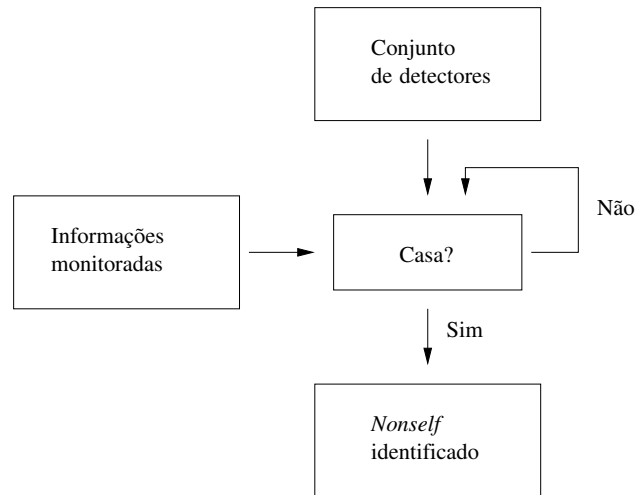 Conjunto
de detectores
Não
Informações
monitoradas
Casa?
Sim
Nonself
identificado